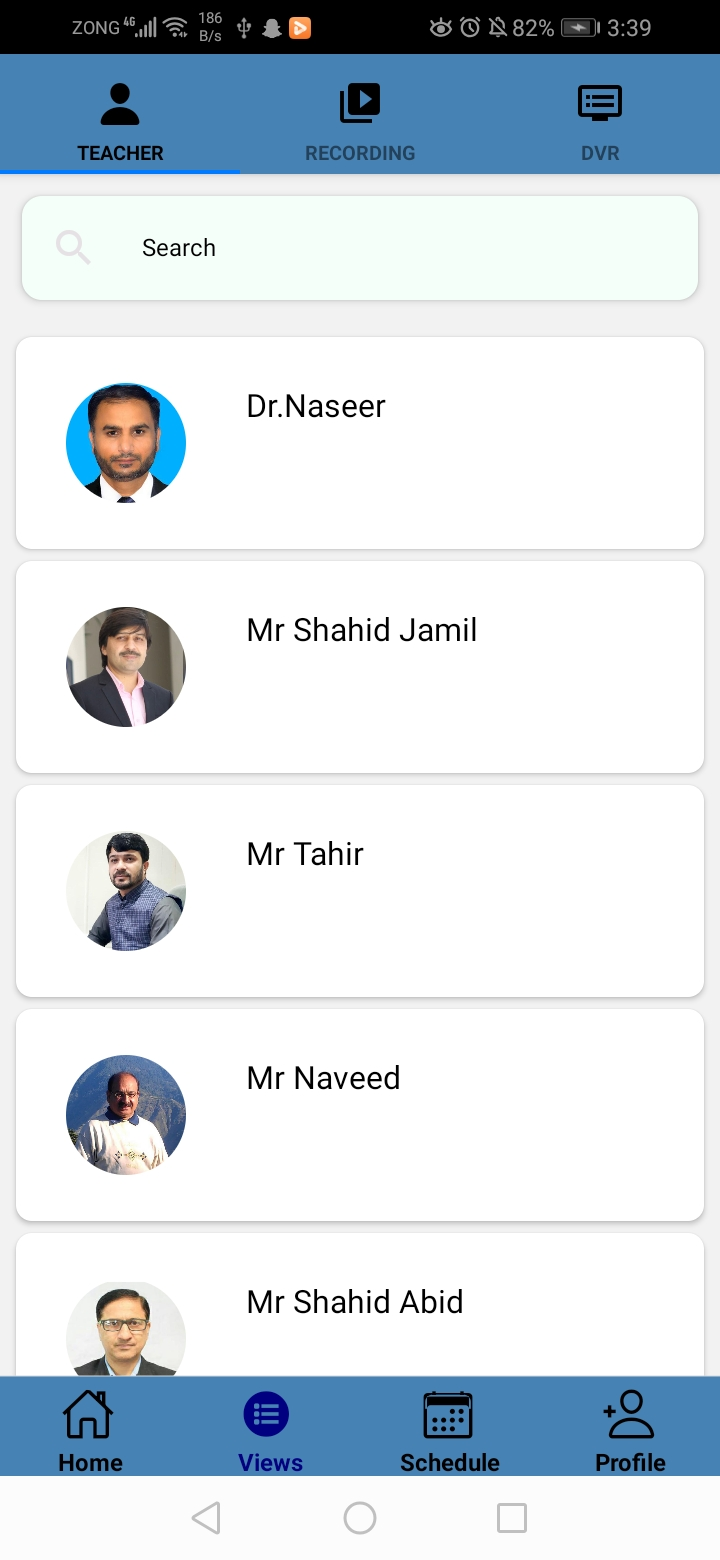 ZONG 4G 186 B/s 82% 3:39
TEACHER RECORDING DVR
Search
Dr.Naseer
Mr Shahid Jamil
Mr Tahir
Mr Naveed
Mr Shahid Abid
Home Views Schedule Profile